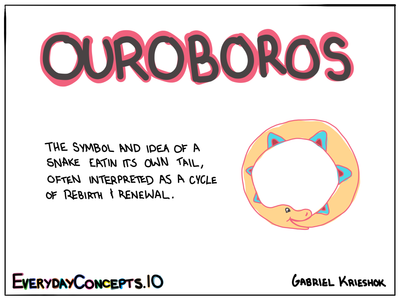 OUROBOROS
THE SYMBOL AND IDEA OF A
SNAKE EATIN ITS OWN TAIL,
OFTEN INTERPRETED AS A CYCLE
OF REBIRTH & RENEWAL.
EVERYDAYCONCEPTS.IO
GABRIEL KRIESHOK